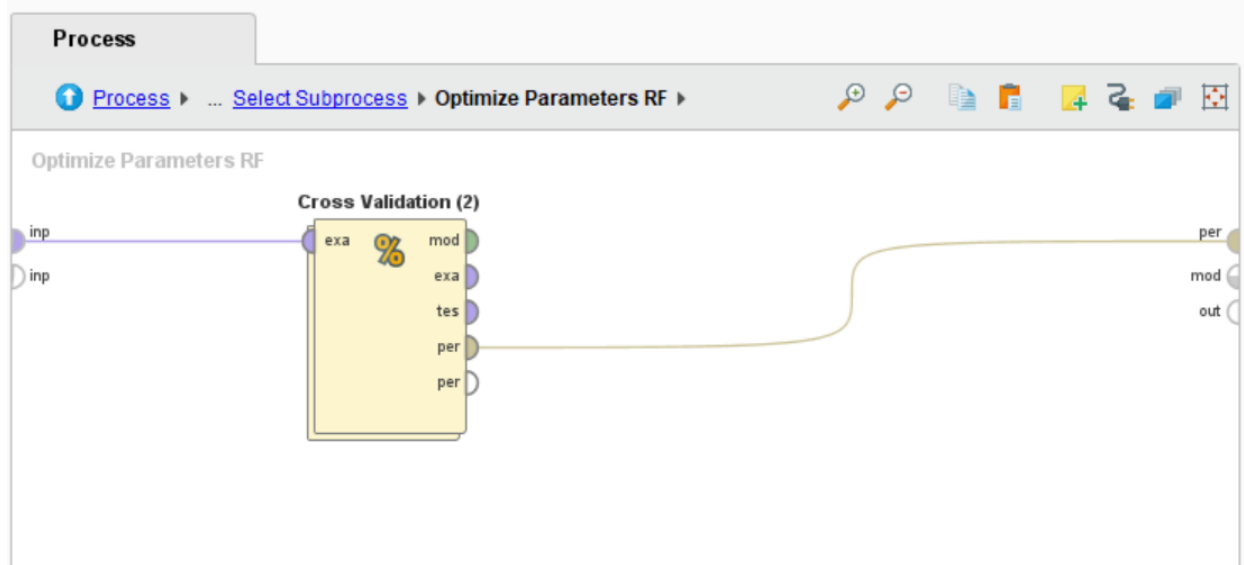 Process
Process ... Select Subprocess Optimize Parameters RF
Optimize Parameters RF
Cross Validation (2)
inp exa % mod per
inp exa mod
tes out
per
per